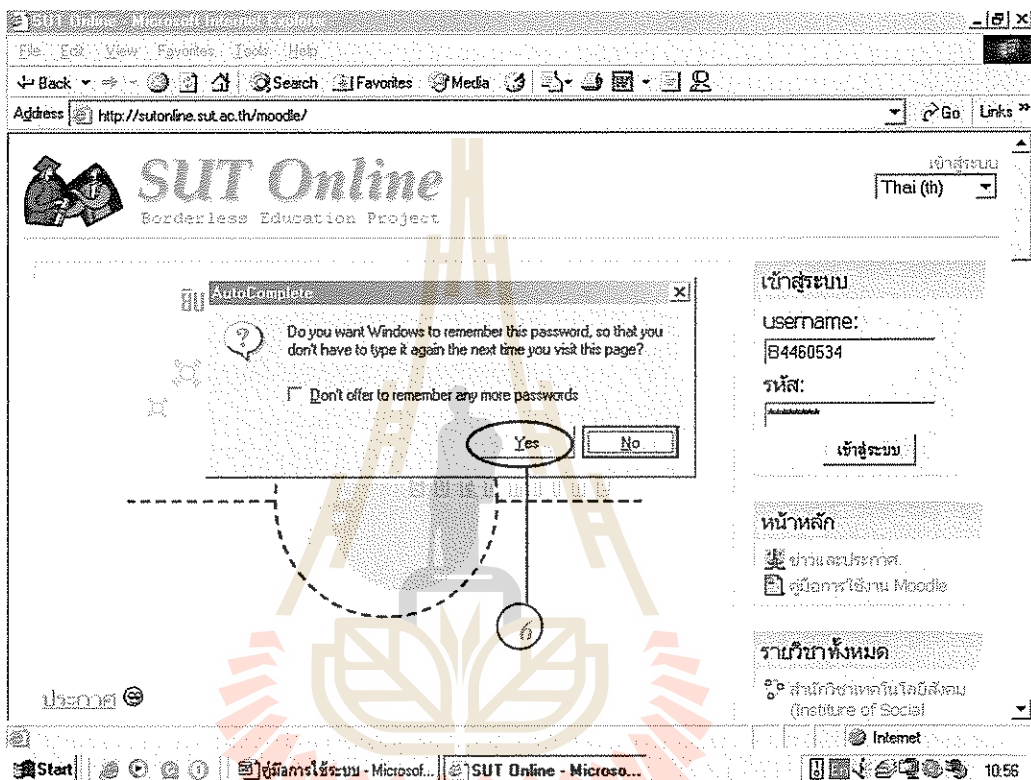 SUT Online - Microsoft Internet Explorer
File Edit View Favorites Tools Help
Back Search Favorites Media
Address http://sutonline.sut.ac.th/moodle/ Go Links »
SUT Online
Borderless Education Project
เข้าสู่ระบบ
Thai (th)
AutoComplete
Do you want Windows to remember this password, so that you
don't have to type it again the next time you visit this page?
Don't offer to remember any more passwords
Yes No
6
ประกาศ
เข้าสู่ระบบ
username:
B4460534
รหัส:
**********
เข้าสู่ระบบ
หน้าหลัก
ข่าวและประกาศ
คู่มือการใช้งาน Moodle
รายวิชาทั้งหมด
สำนักวิชาเทคโนโลยีสังคม
(Institure of Social
Internet
Start คู่มือการใช้ระบบ - Microsof... SUT Online - Microso... 10:56